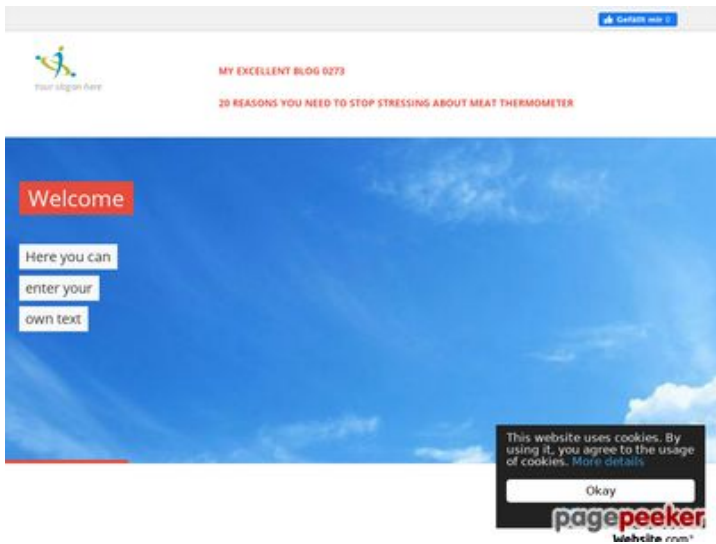 Gefällt mir 0
Your slogan here
MY EXCELLENT BLOG 0273
20 REASONS YOU NEED TO STOP STRESSING ABOUT MEAT THERMOMETER
Welcome
Here you can
enter your
own text
This website uses cookies. By
using it, you agree to the usage
of cookies. More details
Okay
pagepeeker
Website.com